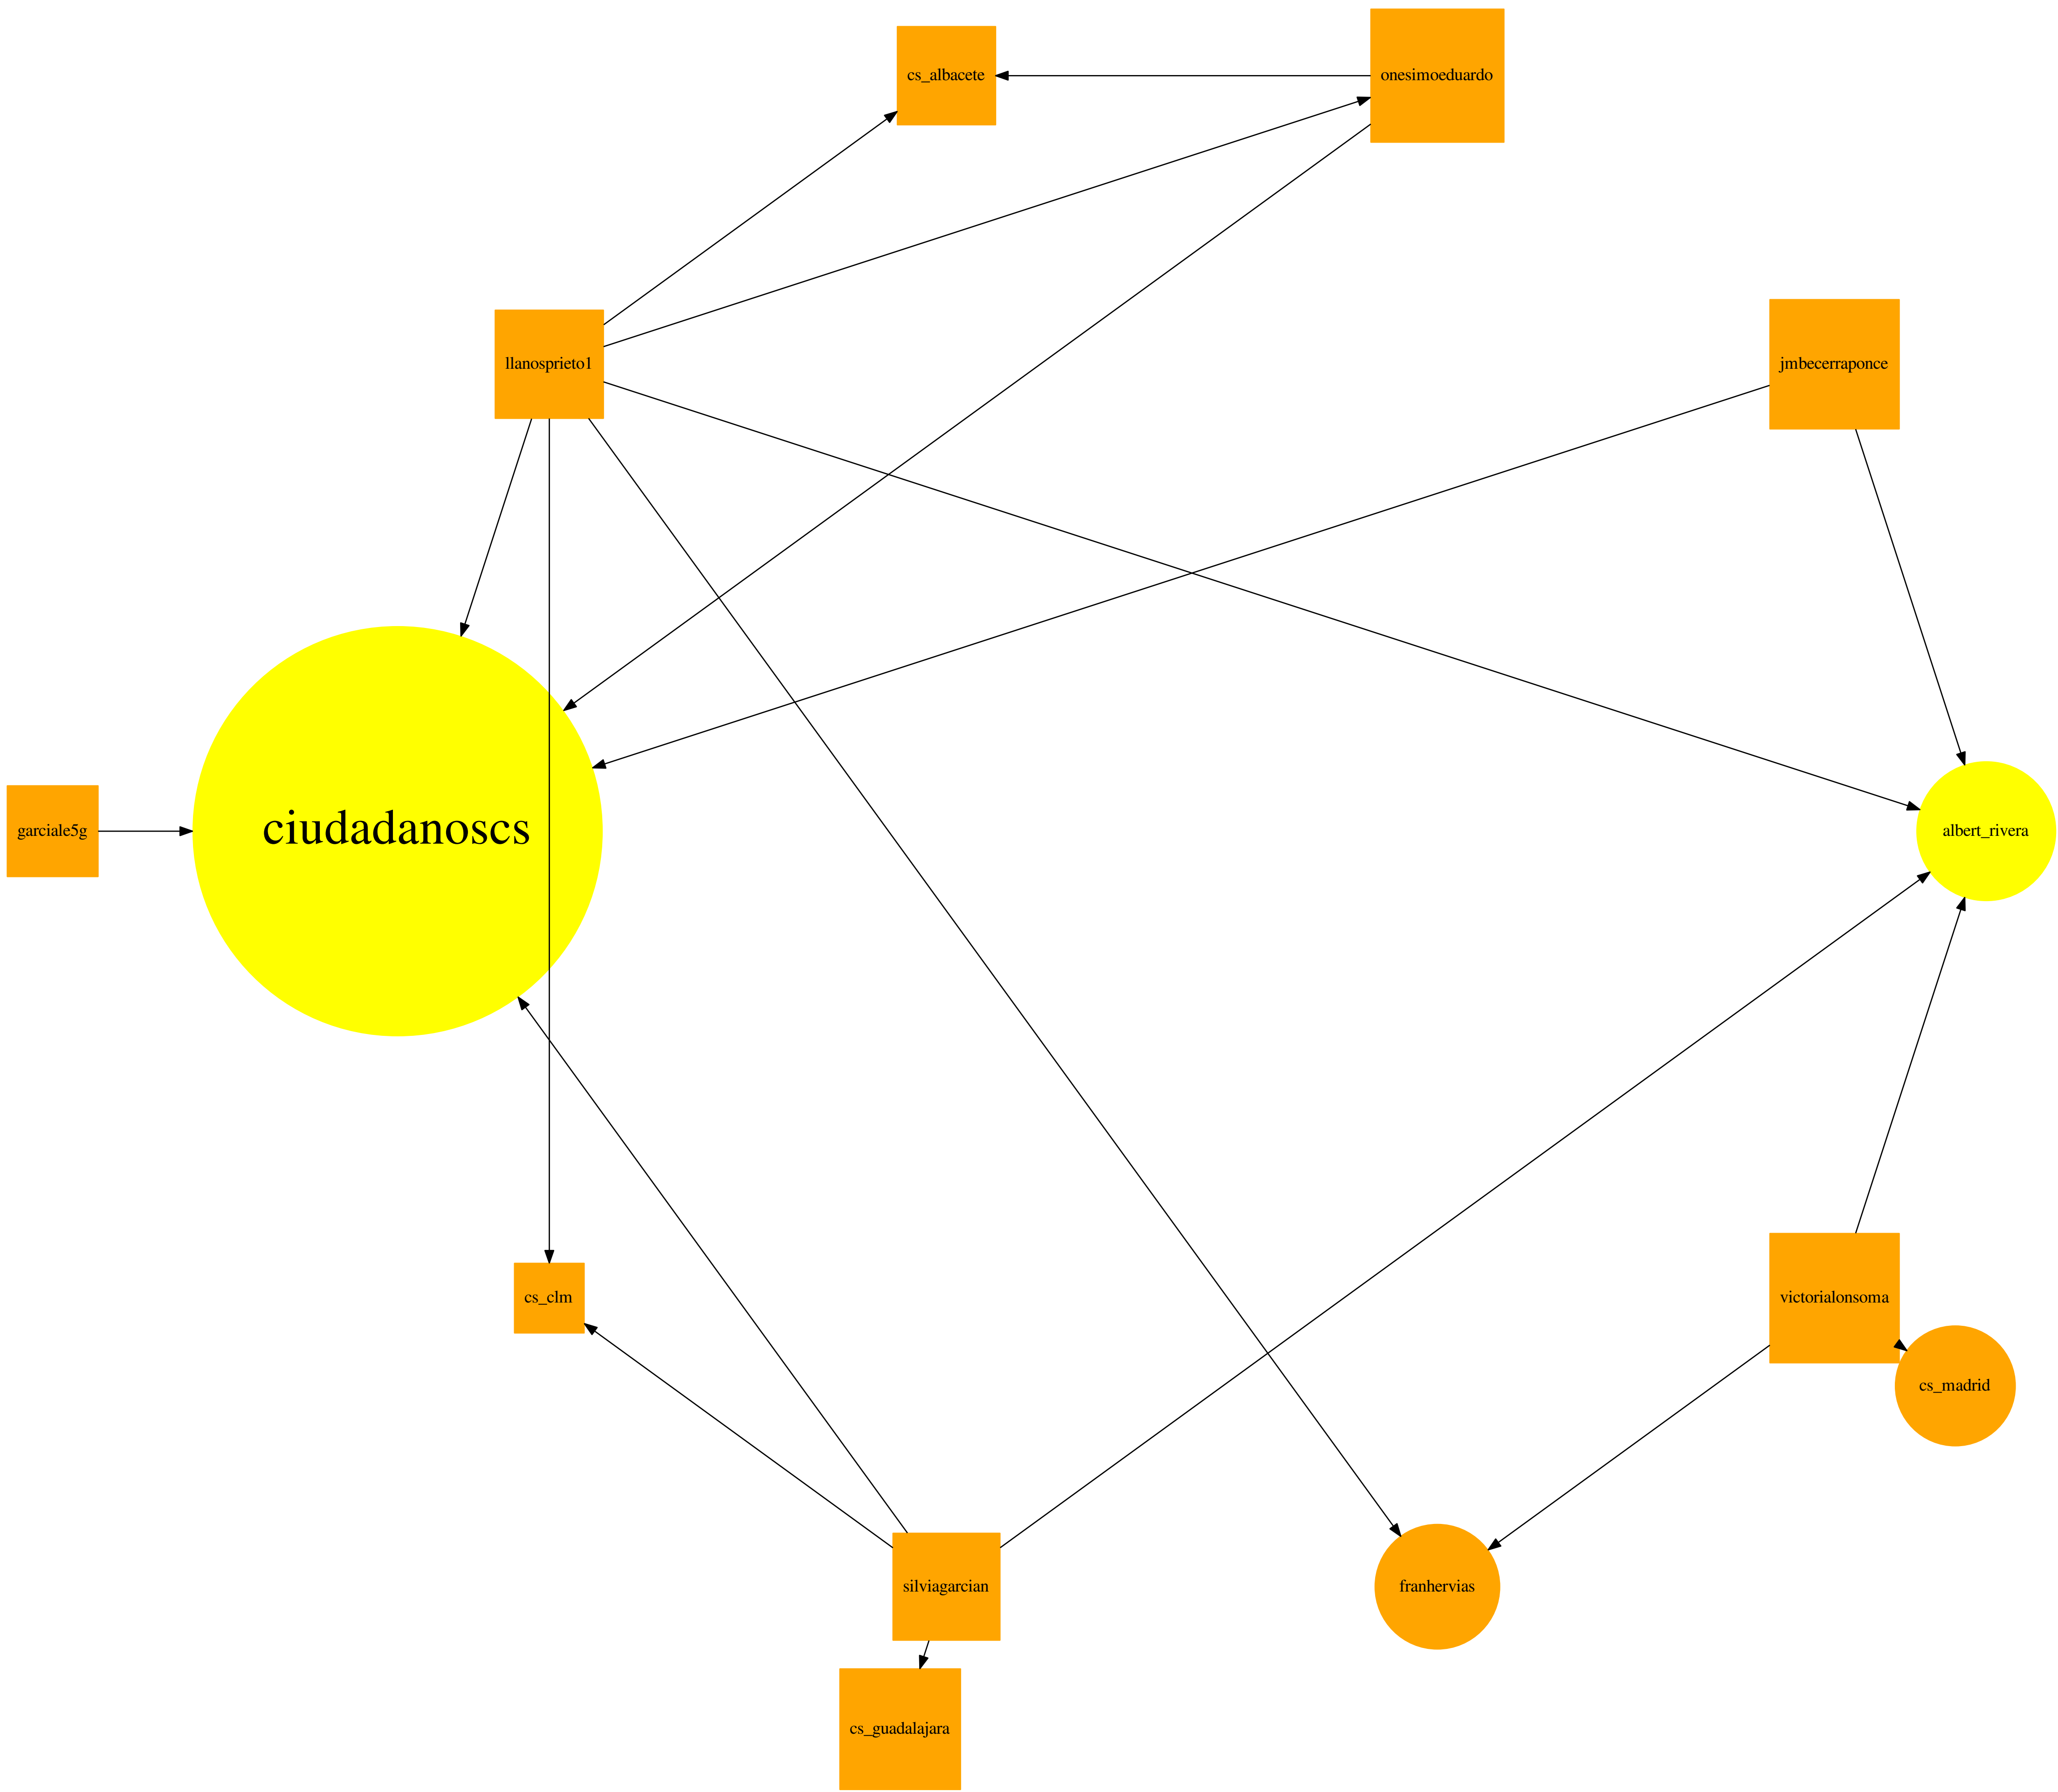 cs_albacete
onesimoeduardo
llanosprieto1
jmbecerraponce
garciale5g
ciudadanoscs
albert_rivera
cs_clm
victorialonsoma
cs_madrid
silviagarcian
franhervias
cs_guadalajara